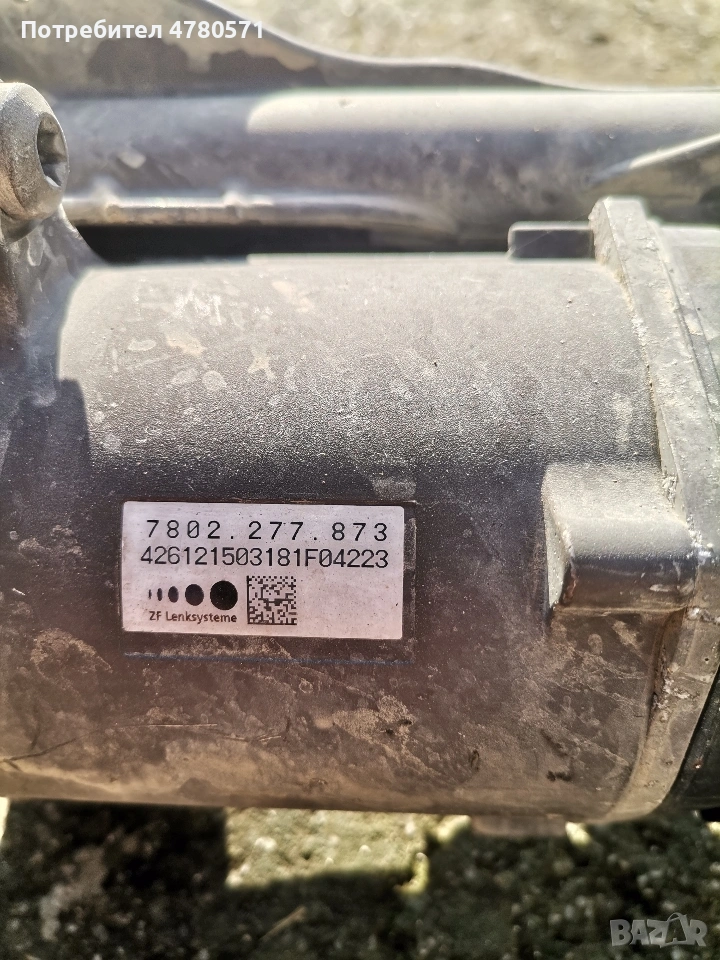 Потребител 4780571
7802.277.873
426121503181F04223
ZF Lenksysteme
BAZAR